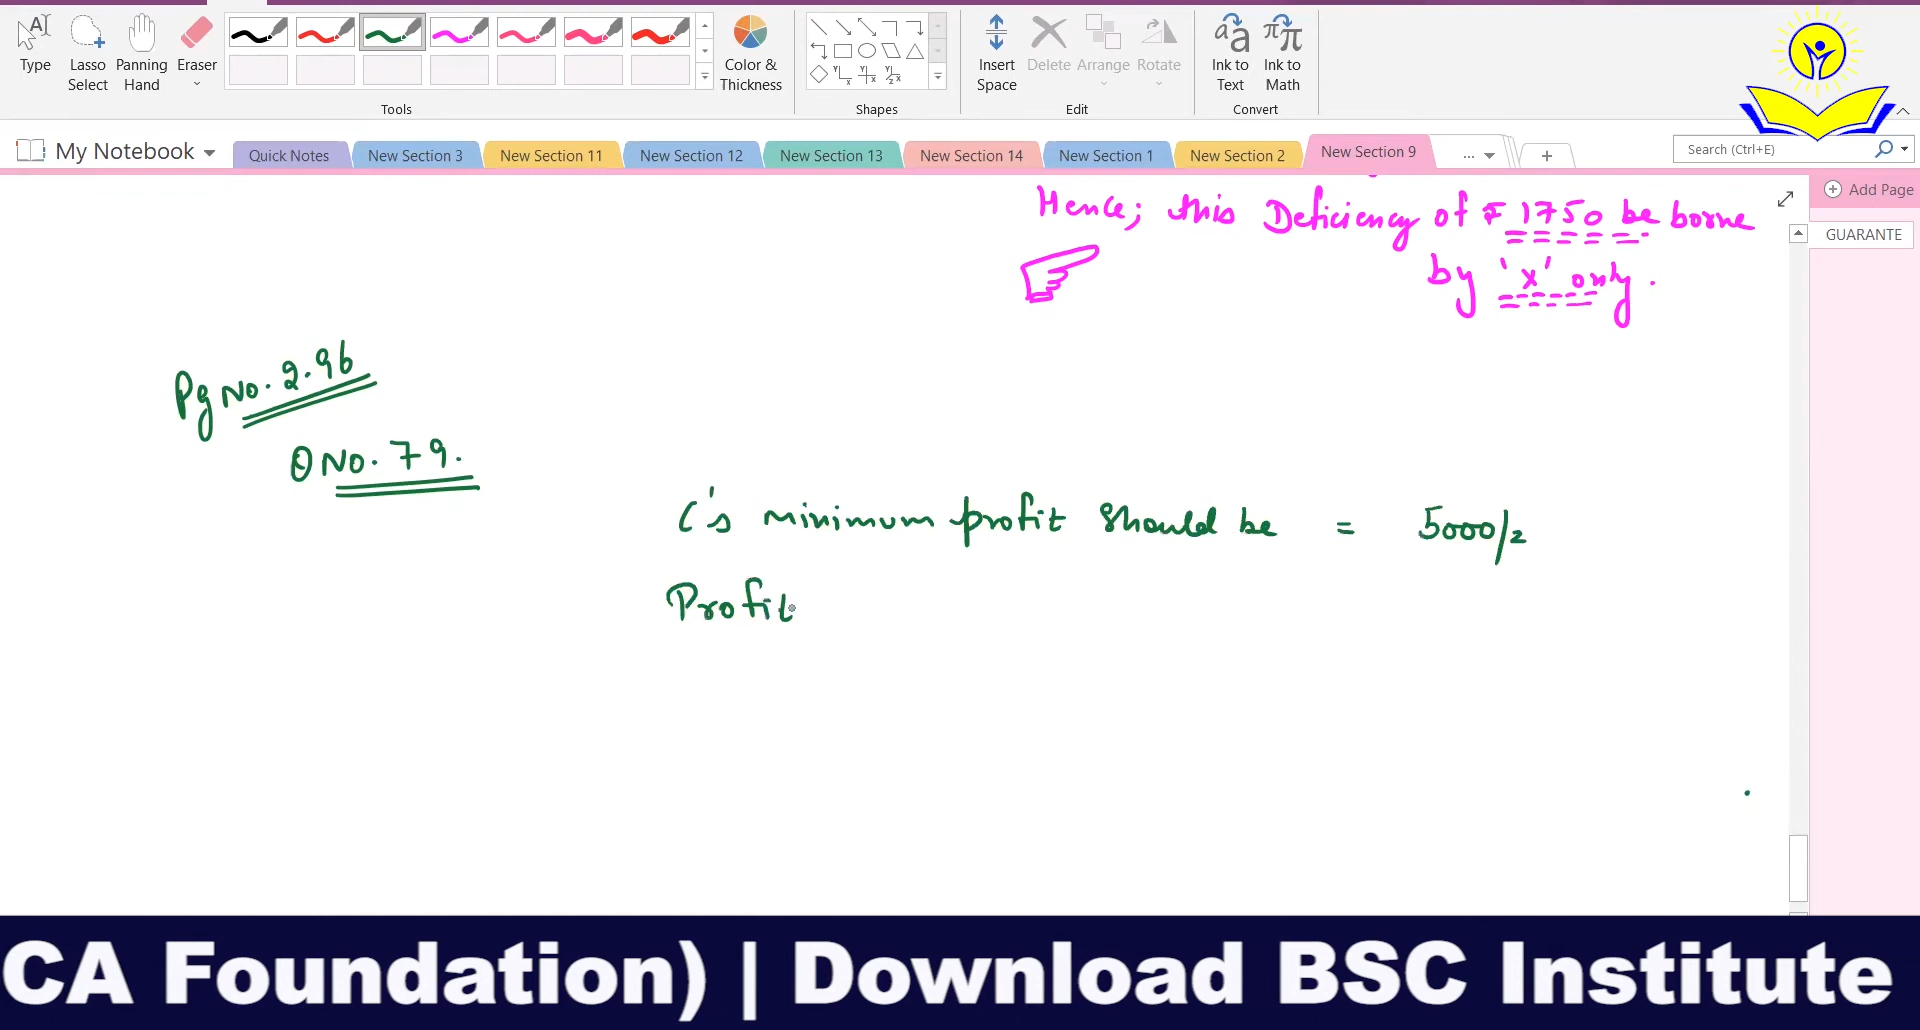 Type
Lasso Select
Panning Hand
Eraser
Color & Thickness
Insert Space
Delete
Arrange
Rotate
Ink to Text
Ink to Math
Tools
Shapes
Edit
Convert
My Notebook
Quick Notes
New Section 3
New Section 11
New Section 12
New Section 13
New Section 14
New Section 1
New Section 2
New Section 9
...
Search (Ctrl+E)
Add Page
GUARANTE
Hence; this Deficiency of ₹ 1750 be borne
by 'x' only.
Pg No. 2.96
Q No. 79.
C's minimum profit should be = 5000/-
Profit
CA Foundation) | Download BSC Institute